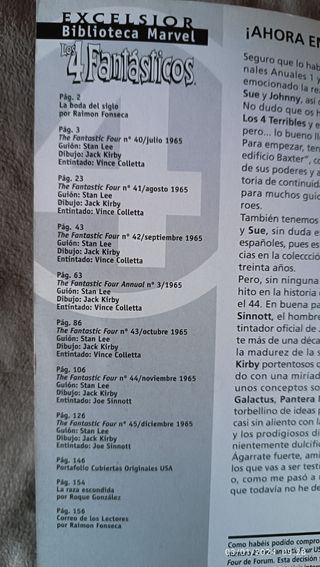 EXCELSIOR
Biblioteca Marvel
Los
4 Fantásticos
Pág. 2
La boda del siglo
por Raimon Fonseca
Pág. 3
The Fantastic Four nº 40/julio 1965
Guión: Stan Lee
Dibujo: Jack Kirby
Entintado: Vince Colletta
Pág. 23
The Fantastic Four nº 41/agosto 1965
Guión: Stan Lee
Dibujo: Jack Kirby
Entintado: Vince Colletta
Pág. 43
The Fantastic Four nº 42/septiembre 1965
Guión: Stan Lee
Dibujo: Jack Kirby
Entintado: Vince Colletta
Pág. 63
The Fantastic Four Annual nº 3/1965
Guión: Stan Lee
Dibujo: Jack Kirby
Entintado: Vince Colletta
Pág. 86
The Fantastic Four nº 43/octubre 1965
Guión: Stan Lee
Dibujo: Jack Kirby
Entintado: Vince Colletta
Pág. 106
The Fantastic Four nº 44/noviembre 1965
Guión: Stan Lee
Dibujo: Jack Kirby
Entintado: Joe Sinnott
Pág. 126
The Fantastic Four nº 45/diciembre 1965
Guión: Stan Lee
Dibujo: Jack Kirby
Entintado: Joe Sinnott
Pág. 146
Portafolio Cubiertas Originales USA
Pág. 154
La raza escondida
por Roque González
Pág. 156
Correo de los Lectores
por Raimon Fonseca
¡AHORA EN
Seguro que lo hab
nales Anuales 1 y
emocionado la re
Sue y Johnny, así
No dudo que os h
Los 4 Terribles y e
pero... lo bueno ll
Para empezar, ten
edificio Baxter", co
de sus poderes y a
toria de continuid
para muchos guio
roes.
También tenemos
y Sue, sin duda e
españoles, pues es
cias en la colecció
treinta años.
Pero, sin ninguna
hito en la historia
el 44. En buena pa
Sinnott, el hombre
tintador oficial de
te más de una déca
la madurez de la s
Kirby portentosos
do con una miriad
unos conceptos so
Galactus, Pantera
torbellino de ideas
casi sin aliento con l
y los prodigiosos di
nientemente dulcific
Ágarrate fuerte, ami
los que vas a ser testi
o, como me pasó a
que todavía no he de
Como habéis podido compro
Four de Forum. Esta decisión